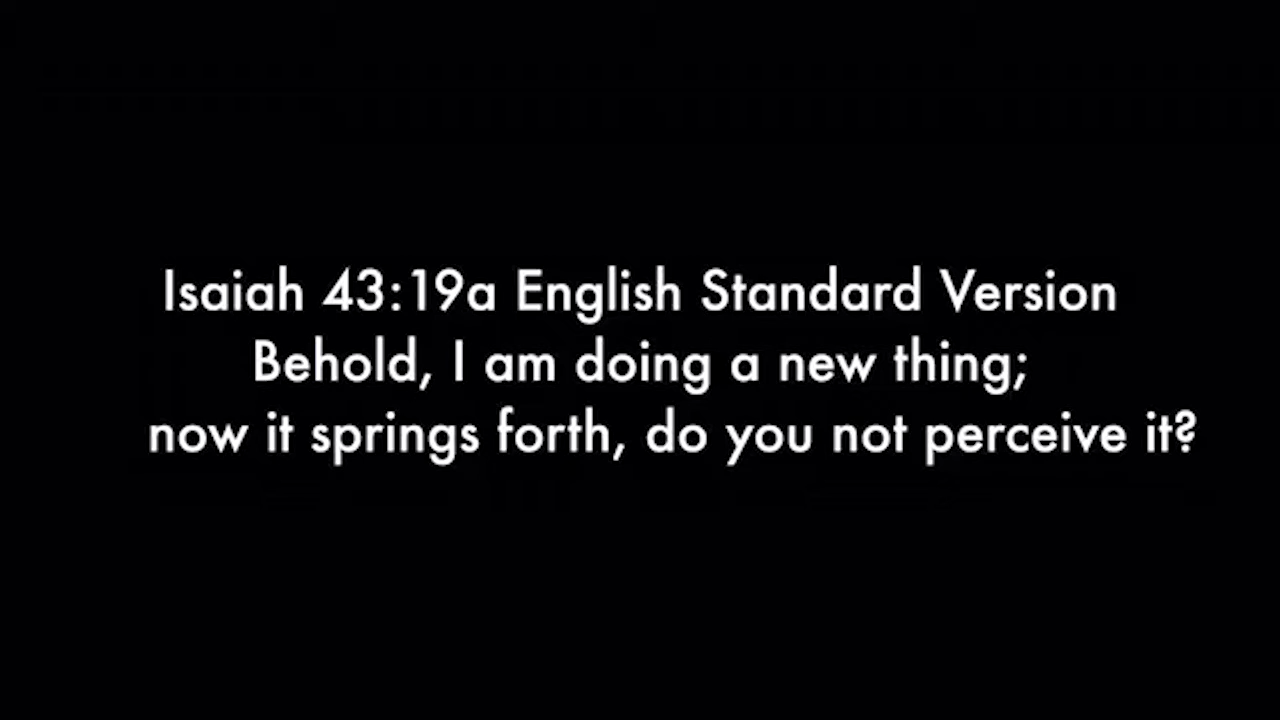 Isaiah 43:19a English Standard Version
Behold, I am doing a new thing;
now it springs forth, do you not perceive it?